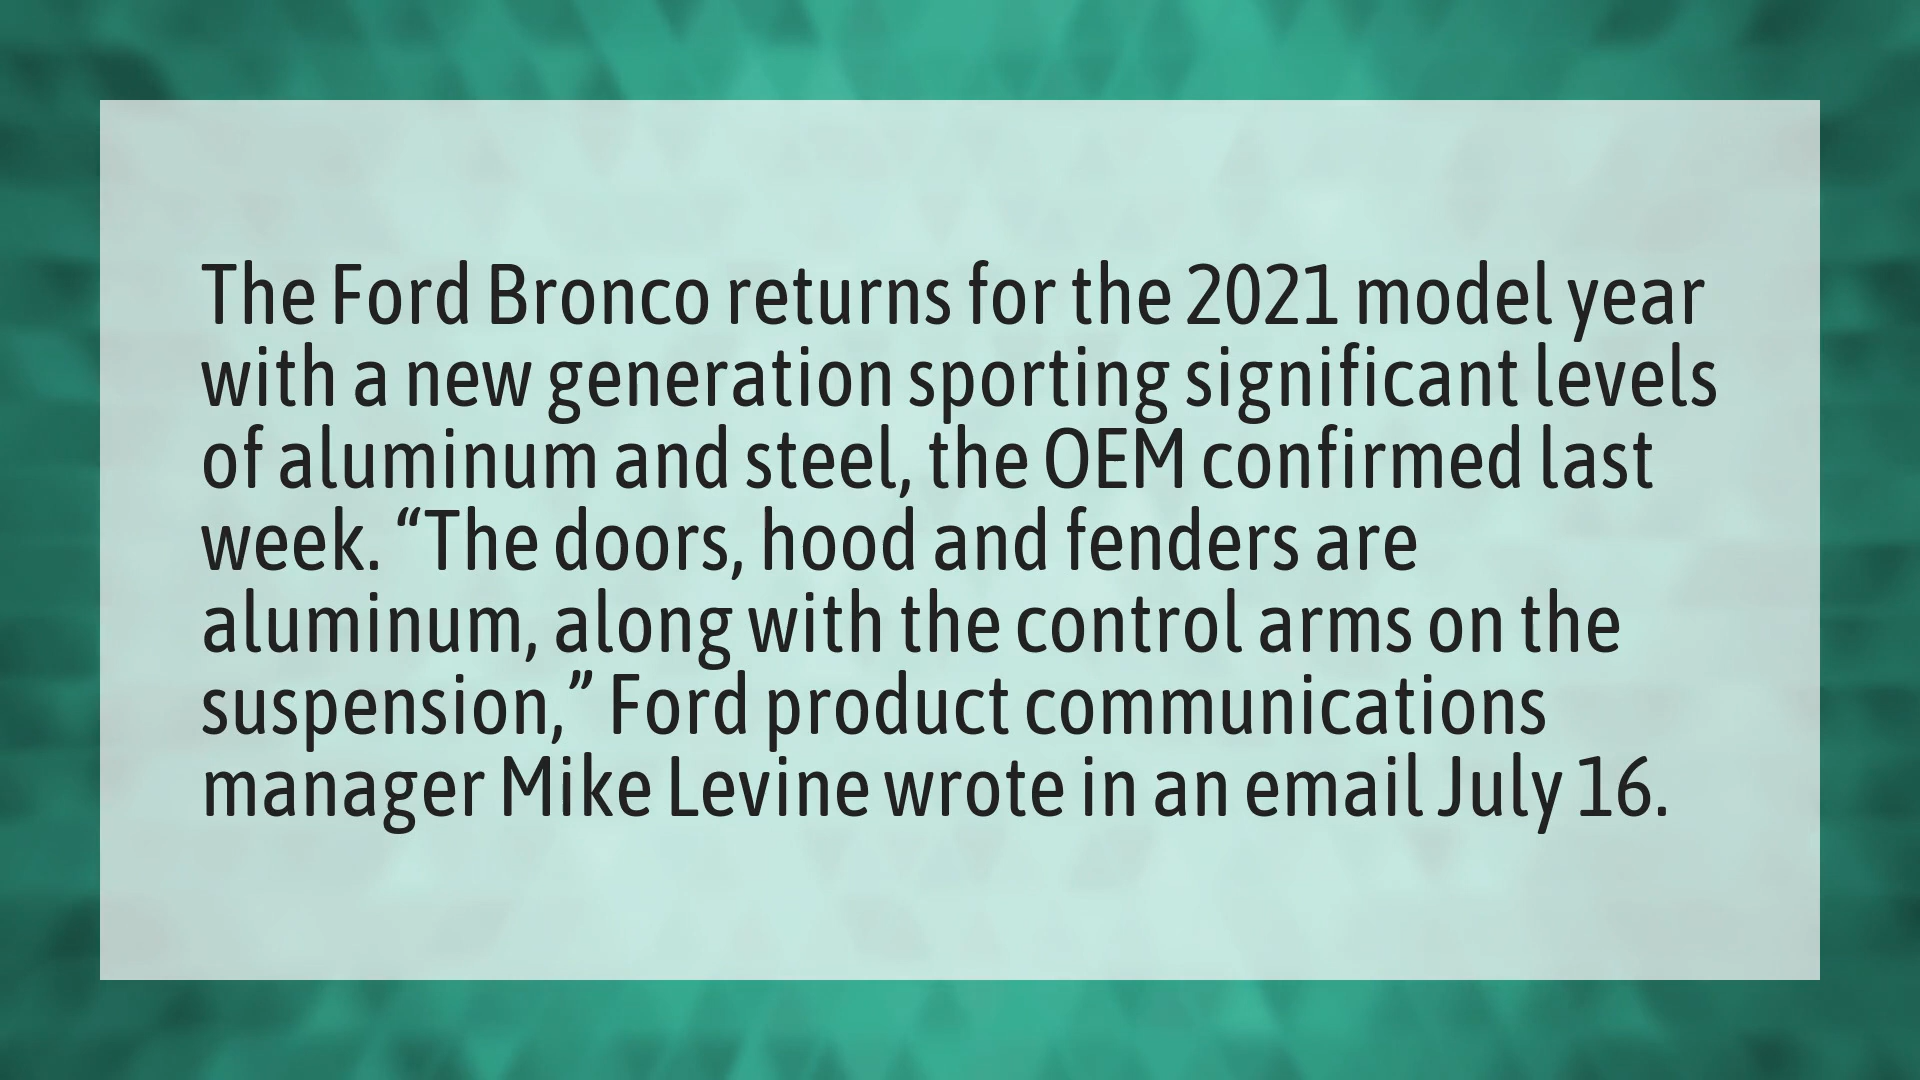 The Ford Bronco returns for the 2021 model year
with a new generation sporting significant levels
of aluminum and steel, the OEM confirmed last
week. “The doors, hood and fenders are
aluminum, along with the control arms on the
suspension,” Ford product communications
manager Mike Levine wrote in an email July 16.